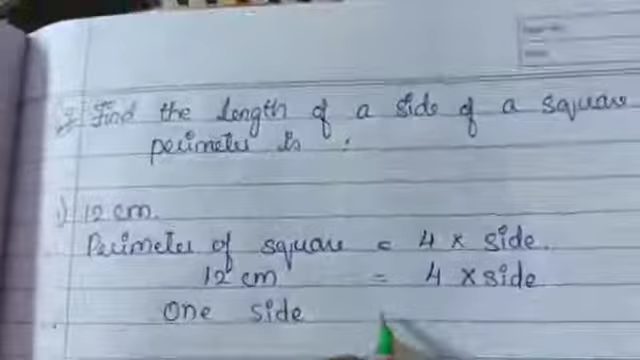 Find the length of a side of a square
perimeter is :
i) 12 cm.
Perimeter of square = 4 × side.
12 cm = 4 × side
One side